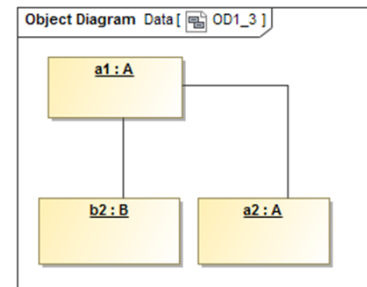 Object Diagram Data [ OD1_3 ]
a1 : A
b2 : B
a2 : A